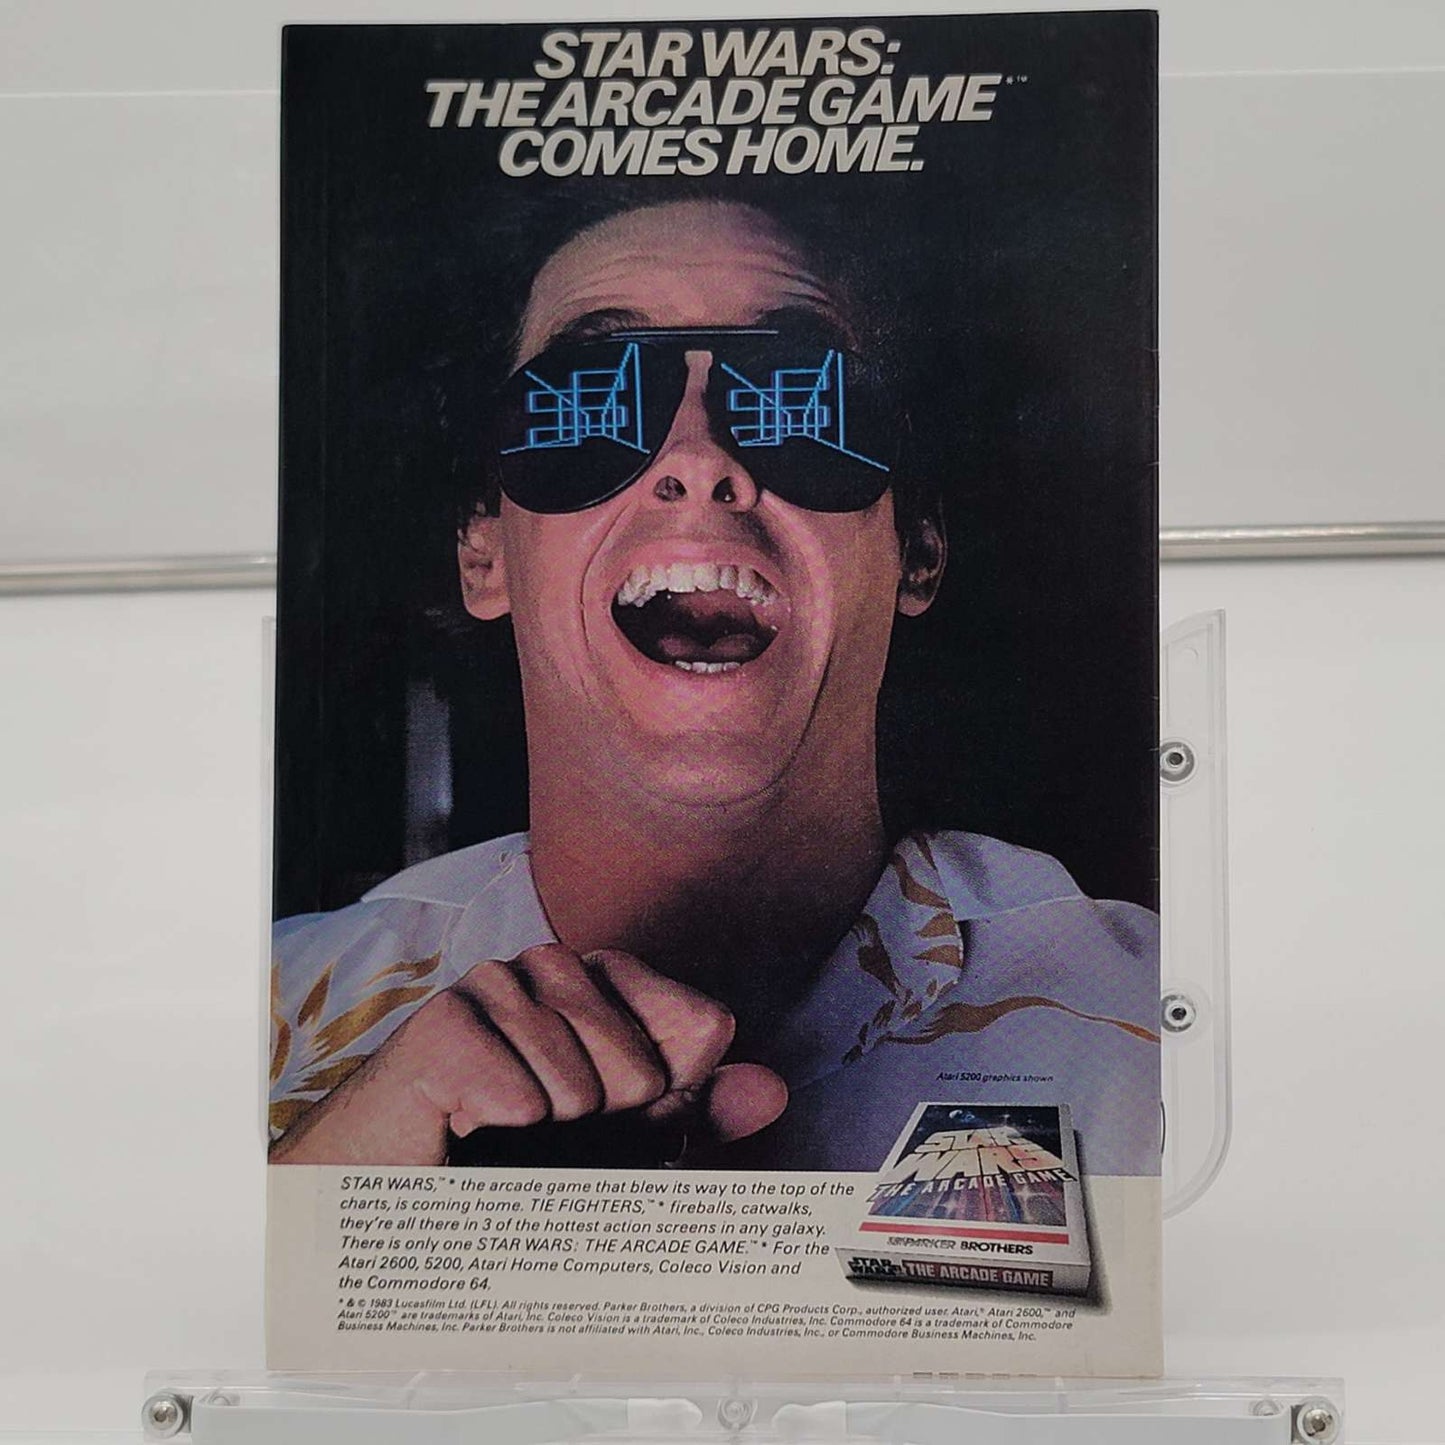 STAR WARS:
THE ARCADE GAME*™
COMES HOME.
Atari 5200 graphics shown
STAR WARS
THE ARCADE GAME
PARKER BROTHERS
STAR WARS THE ARCADE GAME
STAR WARS,™* the arcade game that blew its way to the top of the
charts, is coming home. TIE FIGHTERS,™* fireballs, catwalks,
they're all there in 3 of the hottest action screens in any galaxy.
There is only one STAR WARS: THE ARCADE GAME.™* For the
Atari 2600, 5200, Atari Home Computers, Coleco Vision and
the Commodore 64.
* & © 1983 Lucasfilm Ltd. (LFL). All rights reserved. Parker Brothers, a division of CPG Products Corp., authorized user. Atari,® Atari 2600,™ and
Atari 5200™ are trademarks of Atari, Inc. Coleco Vision is a trademark of Coleco Industries, Inc. Commodore 64 is a trademark of Commodore
Business Machines, Inc. Parker Brothers is not affiliated with Atari, Inc., Coleco Industries, Inc., or Commodore Business Machines, Inc.